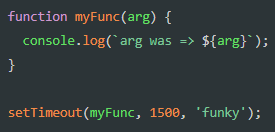 function myFunc(arg) {
  console.log(`arg was => ${arg}`);
}

setTimeout(myFunc, 1500, 'funky');